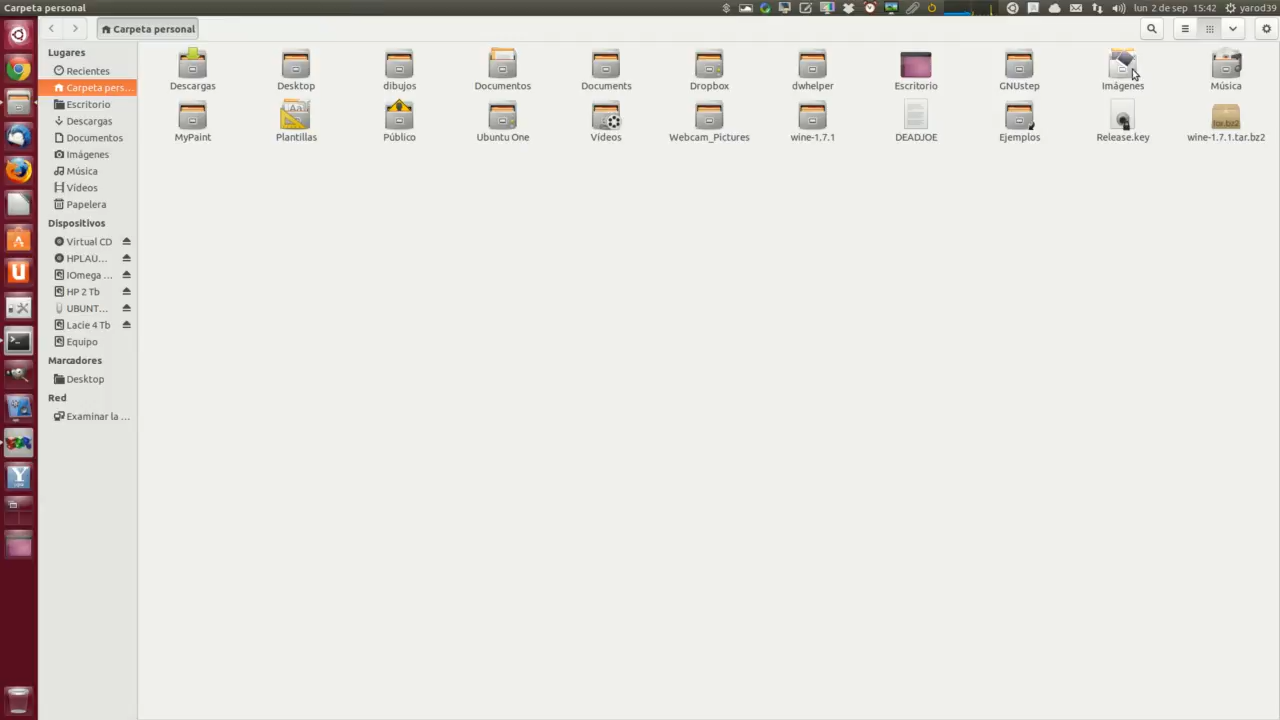 Carpeta personal
lun 2 de sep 15:42 yarod39
Carpeta personal
Lugares
Recientes
Carpeta pers...
Escritorio
Descargas
Documentos
Imágenes
Música
Vídeos
Papelera
Dispositivos
Virtual CD
HPLAU...
IOmega ...
HP 2 Tb
UBUNT...
Lacie 4 Tb
Equipo
Marcadores
Desktop
Red
Examinar la ...
Descargas Desktop dibujos Documentos Documents Dropbox dwhelper Escritorio GNUstep Imágenes Música
MyPaint Plantillas Público Ubuntu One Vídeos Webcam_Pictures wine-1.7.1 DEADJOE Ejemplos Release.key wine-1.7.1.tar.bz2